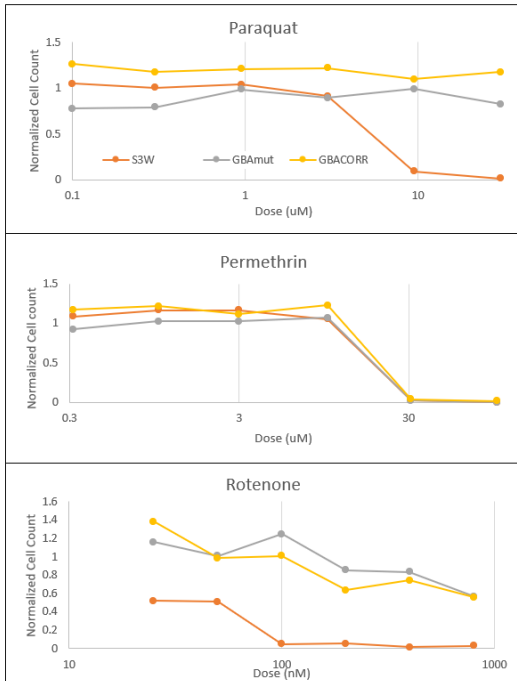 Paraquat
Normalized Cell Count
1.5
1
0.5
0
S3W GBAmut GBACORR
0.1 1 10
Dose (uM)
Permethrin
Normalized Cell count
1.5
1
0.5
0
0.3 3 30
Dose (uM)
Rotenone
Normalized Cell Count
1.6
1.4
1.2
1
0.8
0.6
0.4
0.2
0
10 100 1000
Dose (nM)